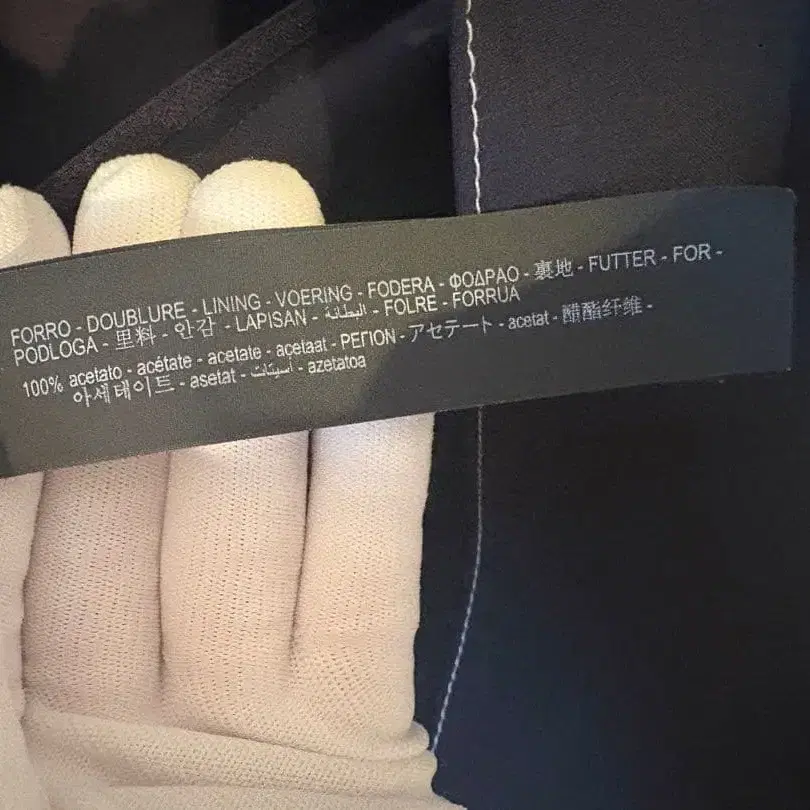 FORRO - DOUBLURE - LINING - VOERING - FODERA - ΦΟΔΡΑΟ - 裏地 - FUTTER - FOR -
PODLOGA - 里料 - 안감 - LAPISAN - البطانة - FOLRE - FORRUA
100% acetato - acétate - acetate - açetaat - ΡΕΓΙΟΝ - アセテート - acetat - 醋酯纤维 -
아세테이트 - asetat - أسيتات - azetatoa